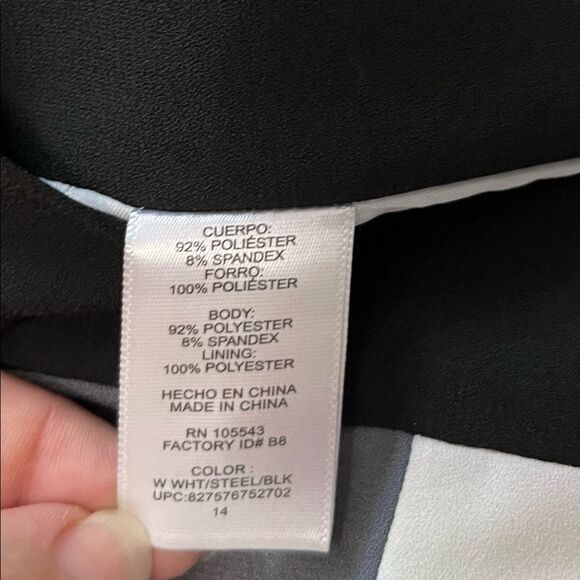 CUERPO:
92% POLIÉSTER
8% SPANDEX
FORRO:
100% POLIÉSTER
BODY:
92% POLYESTER
8% SPANDEX
LINING:
100% POLYESTER
HECHO EN CHINA
MADE IN CHINA
RN 105543
FACTORY ID# B8
COLOR :
W WHT/STEEL/BLK
UPC:827576752702
14